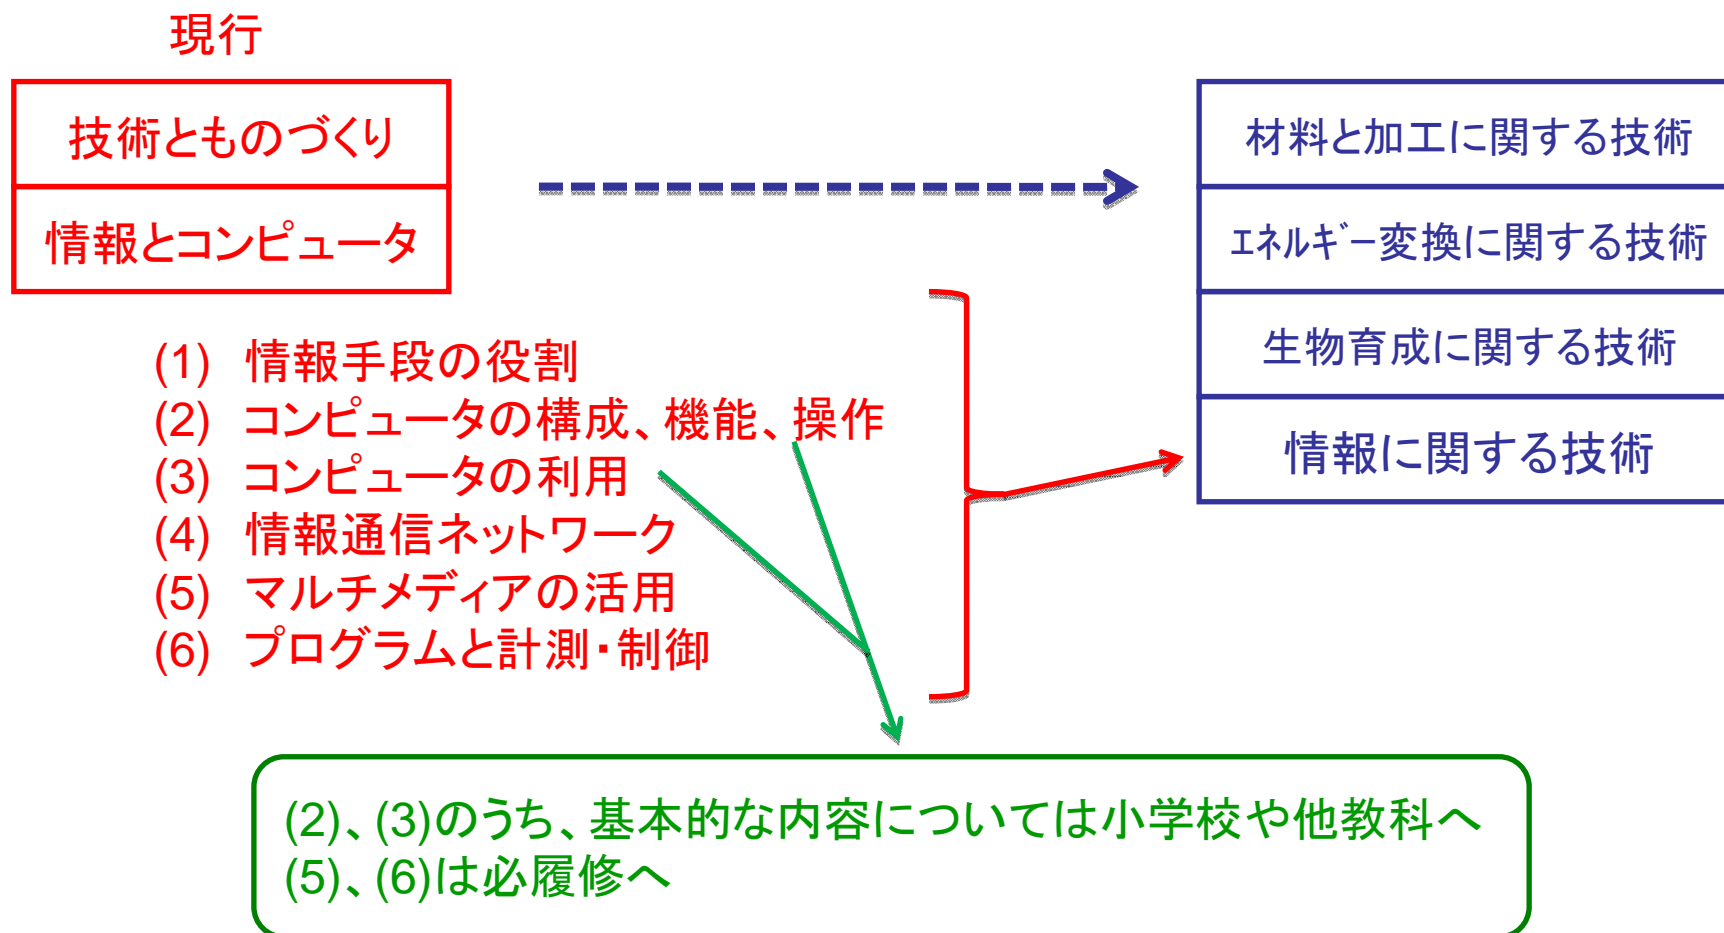 現行
技術とものづくり
情報とコンピュータ
(1) 情報手段の役割
(2) コンピュータの構成、機能、操作
(3) コンピュータの利用
(4) 情報通信ネットワーク
(5) マルチメディアの活用
(6) プログラムと計測・制御
材料と加工に関する技術
ｴﾈﾙｷﾞｰ変換に関する技術
生物育成に関する技術
情報に関する技術
(2)、(3)のうち、基本的な内容については小学校や他教科へ
(5)、(6)は必履修へ